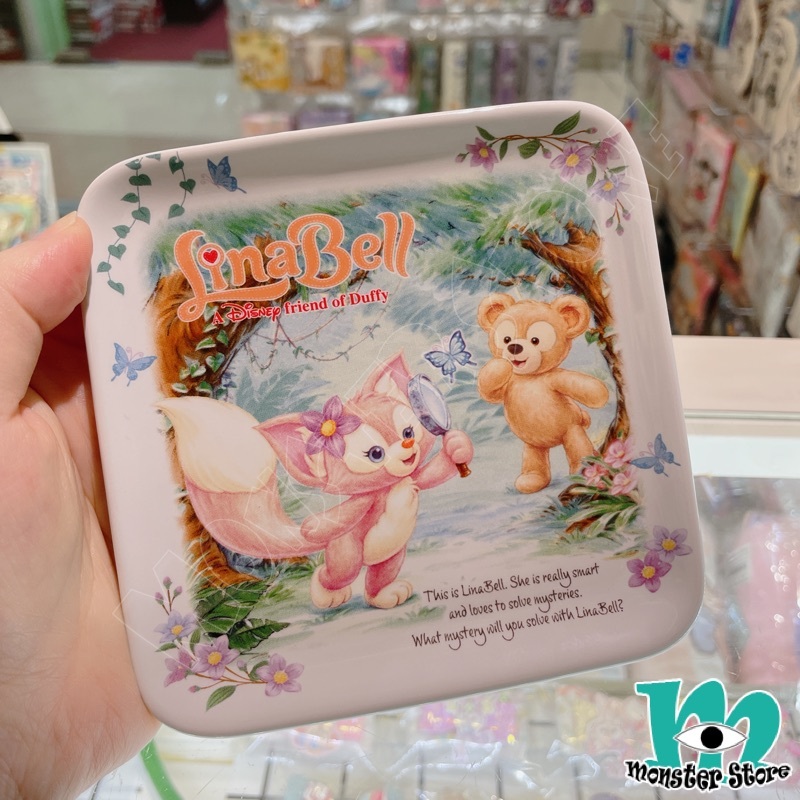 LinaBell
A Disney friend of Duffy
This is LinaBell. She is really smart
and loves to solve mysteries.
What mystery will you solve with LinaBell?
m
Monster Store